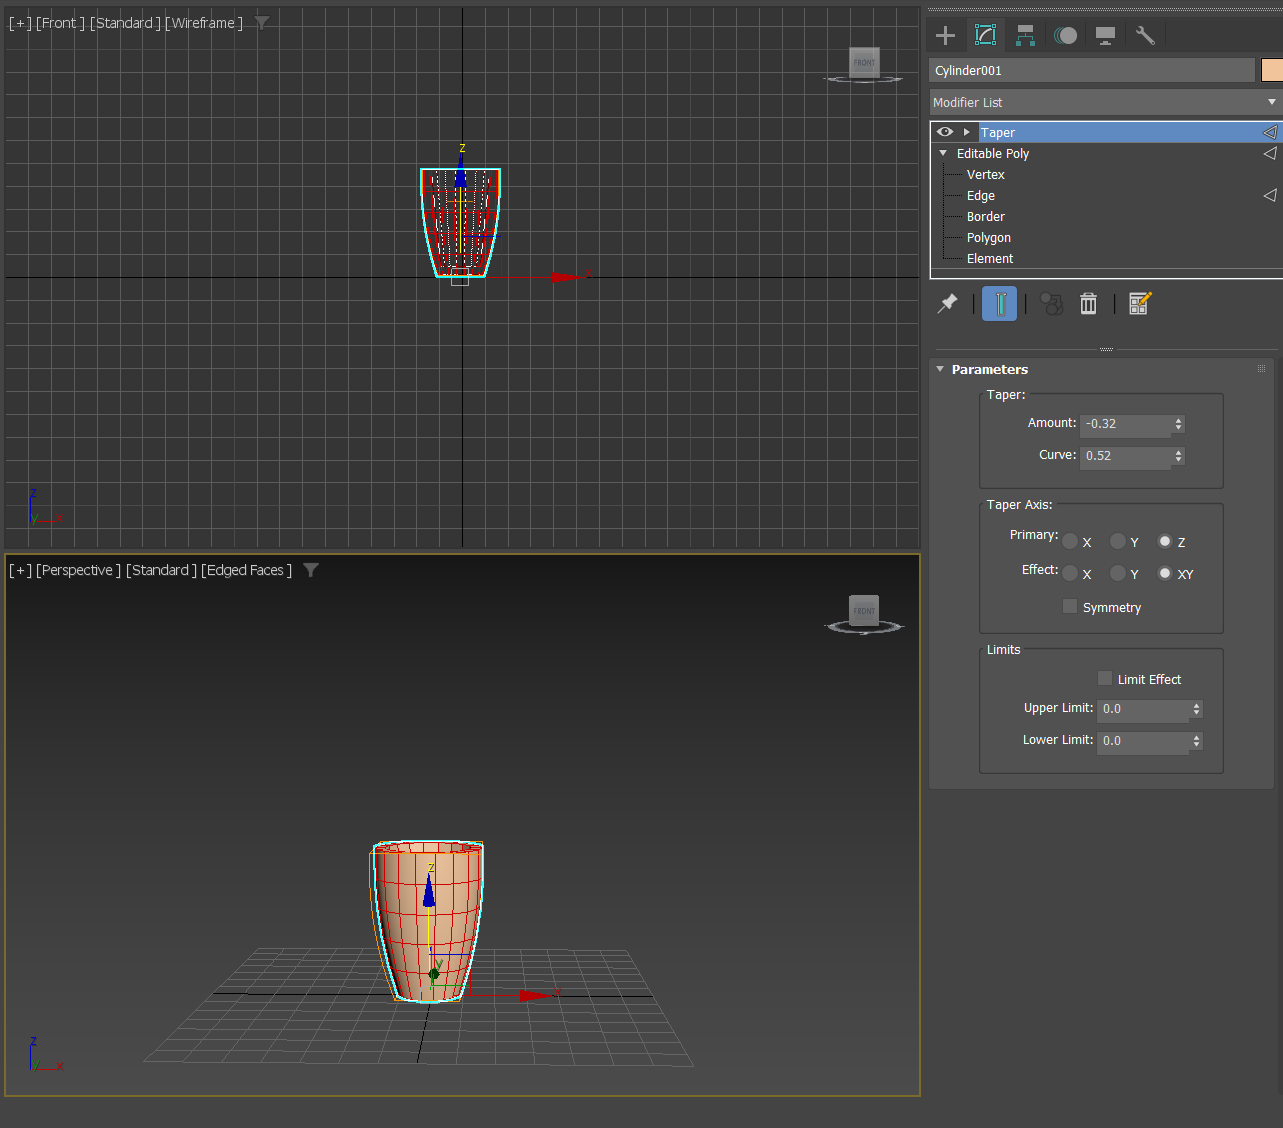 [+] [Front ] [Standard ] [Wireframe ]
FRONT
z
x
z
y x
[+] [Perspective ] [Standard ] [Edged Faces ]
FRONT
z
y
x
z
y x
Cylinder001
Modifier List
Taper
Editable Poly
Vertex
Edge
Border
Polygon
Element
Parameters
Taper:
Amount: -0.32
Curve: 0.52
Taper Axis:
Primary: X Y Z
Effect: X Y XY
Symmetry
Limits
Limit Effect
Upper Limit: 0.0
Lower Limit: 0.0